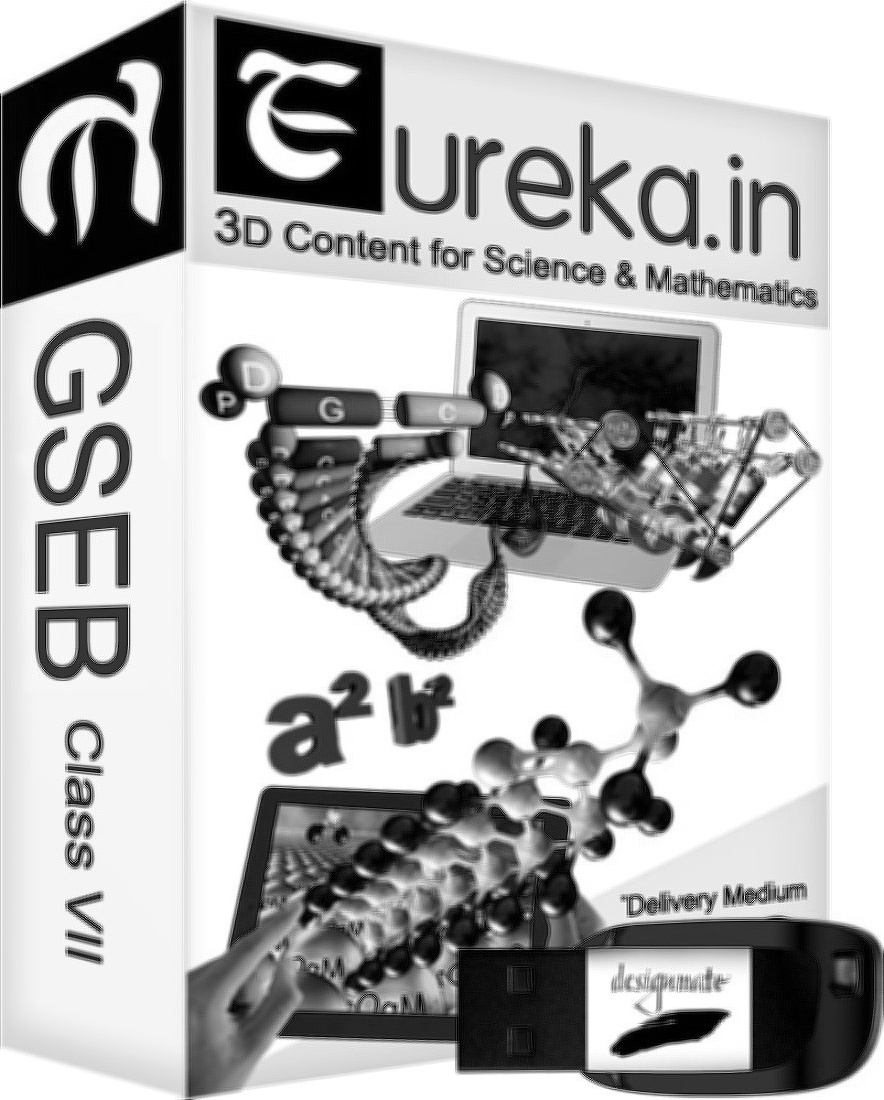 Eureka.in
3D Content for Science & Mathematics
GSEB Class VII
D
P
G
C
D
a² b²
*Delivery Medium
designmate